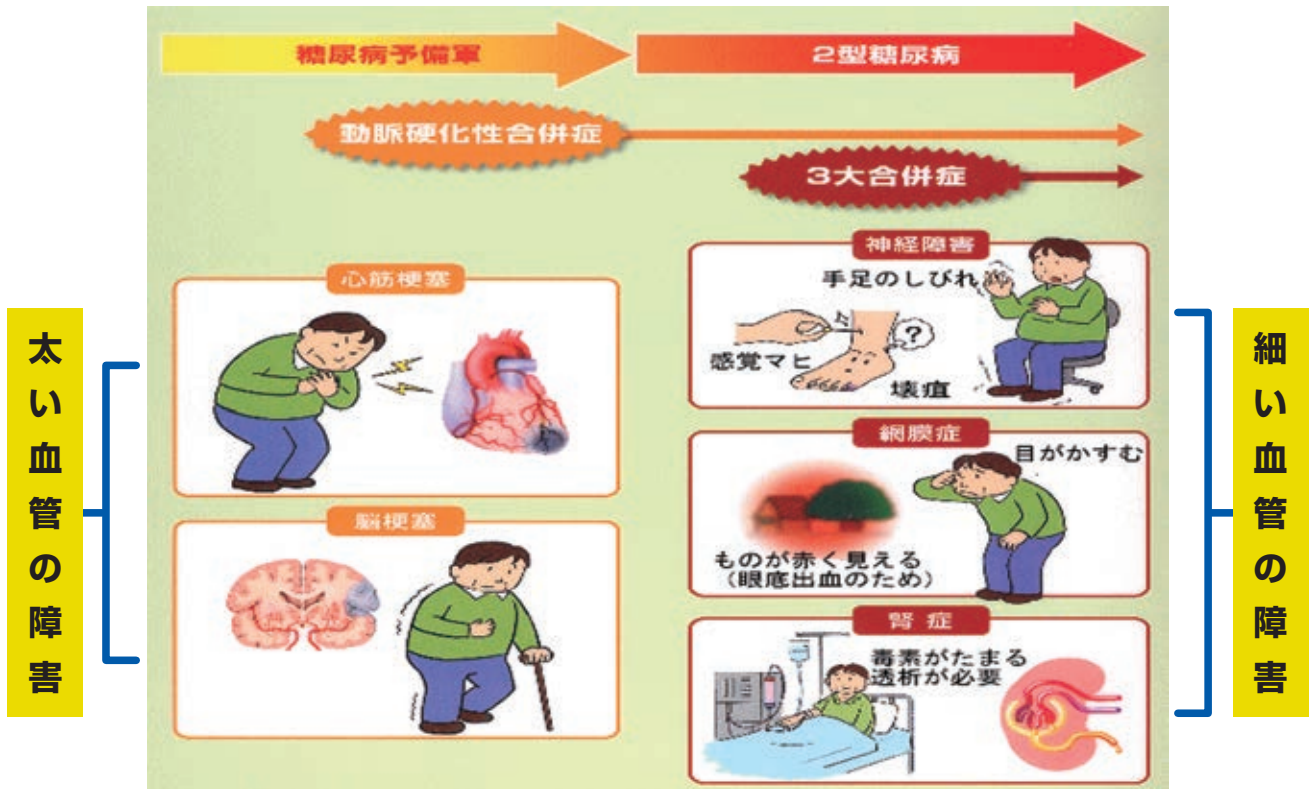 糖尿病予備軍
2型糖尿病
動脈硬化性合併症
3大合併症
太い血管の障害
心筋梗塞
脳梗塞
神経障害
手足のしびれ
?
感覚マヒ
壊疽
網膜症
目がかすむ
ものが赤く見える
(眼底出血のため)
腎症
毒素がたまる
透析が必要
細い血管の障害